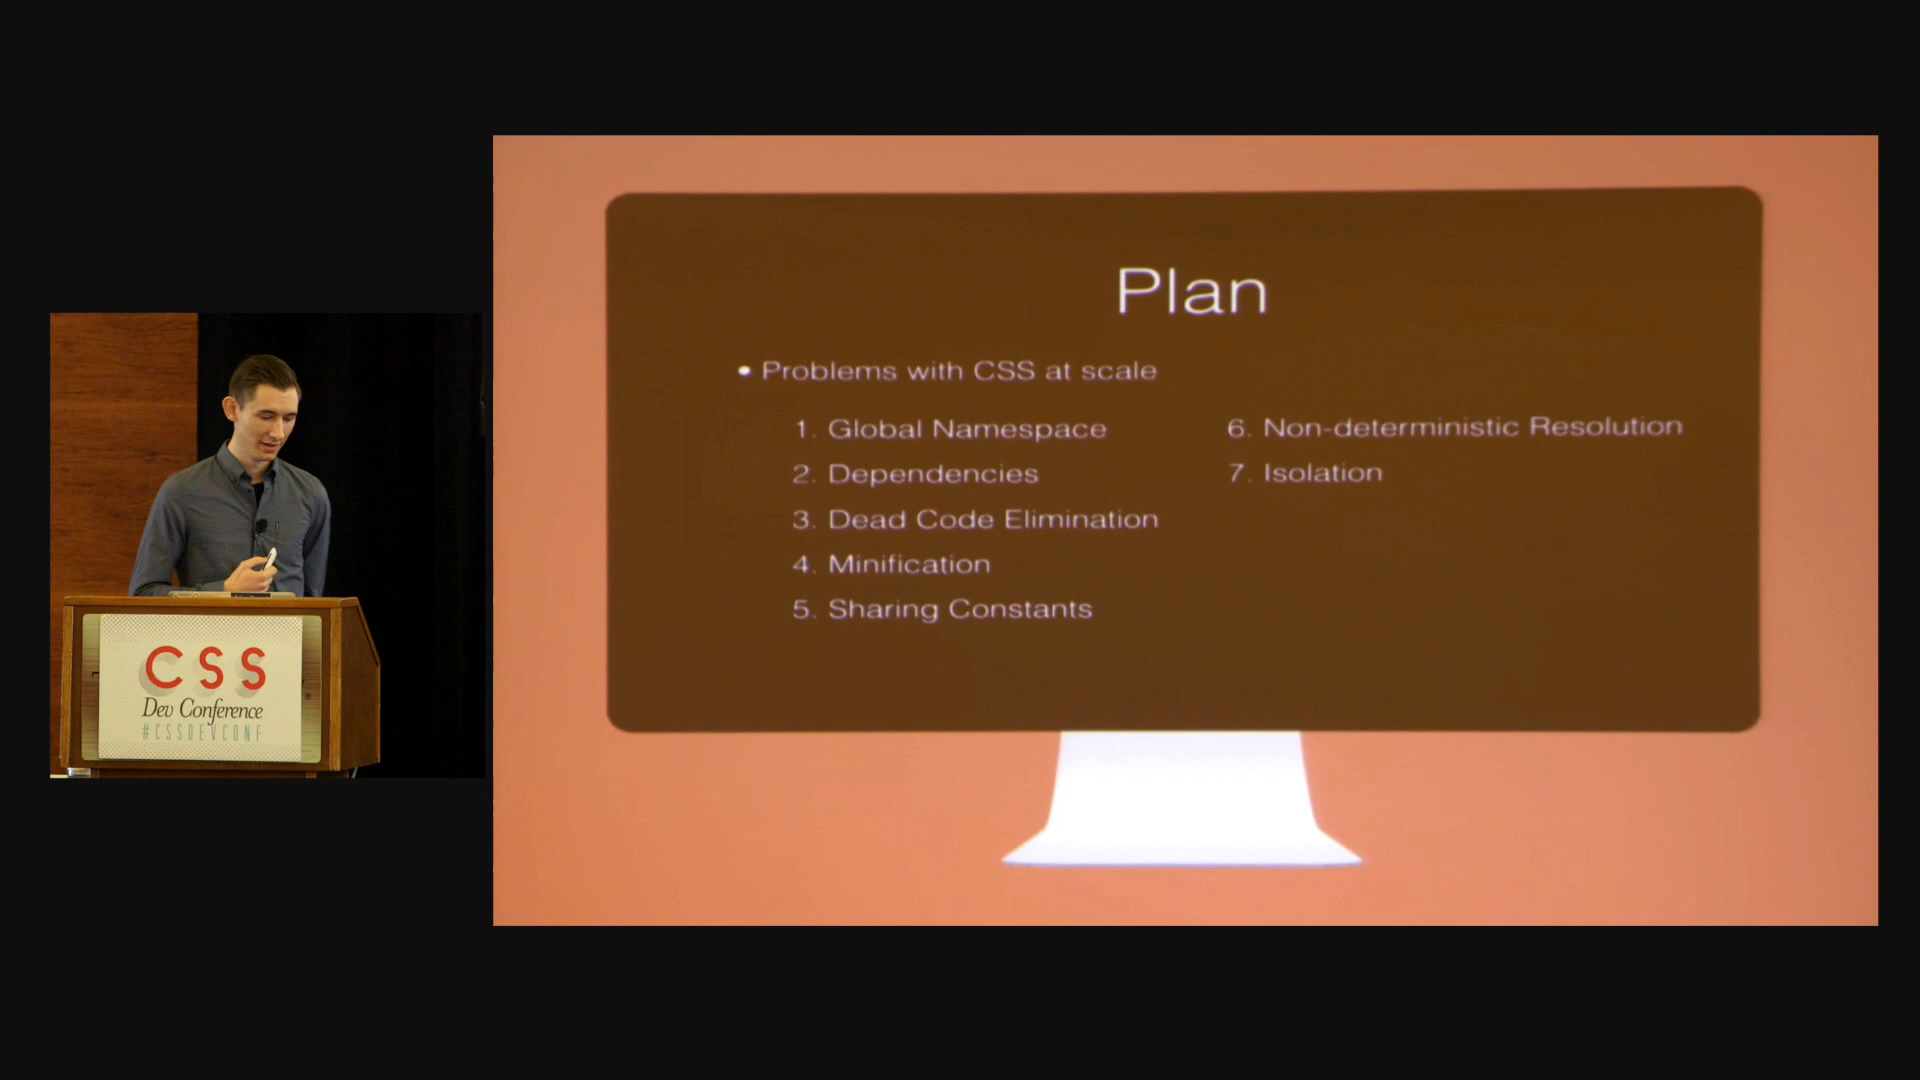 Plan
• Problems with CSS at scale
1. Global Namespace
2. Dependencies
3. Dead Code Elimination
4. Minification
5. Sharing Constants
6. Non-deterministic Resolution
7. Isolation
CSS
Dev Conference
#CSSDEVCONF